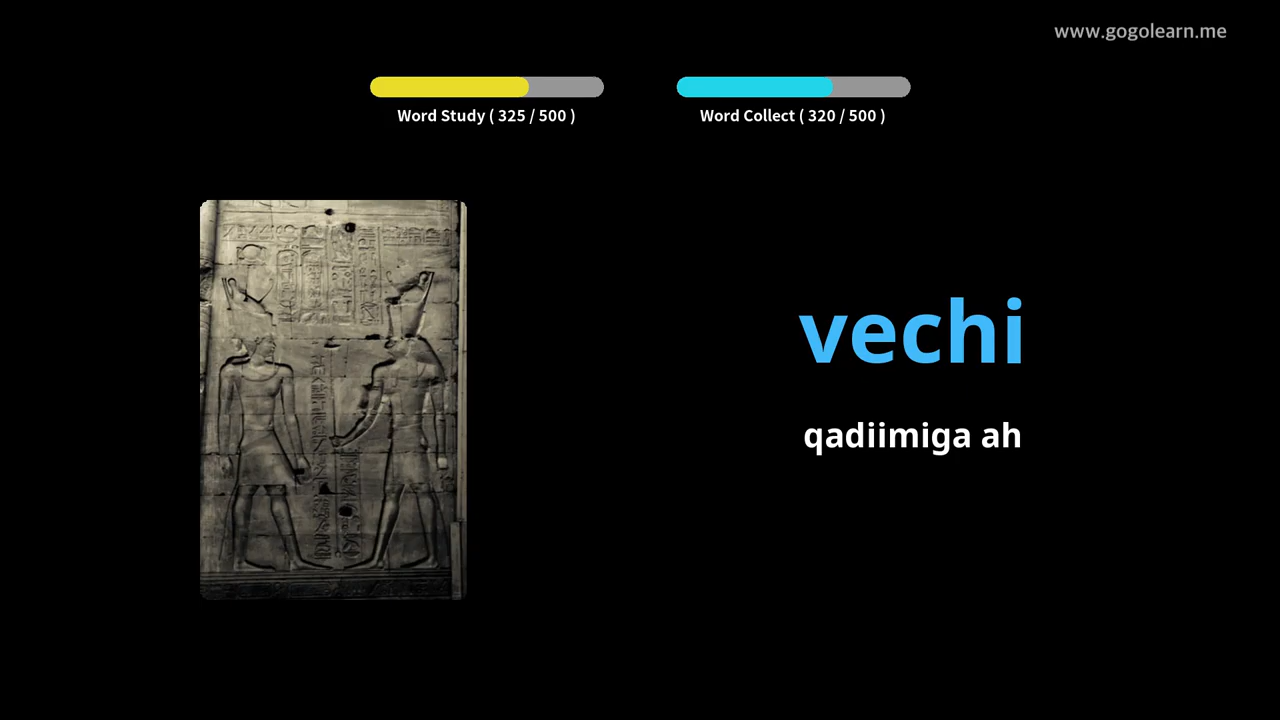 www.gogolearn.me
Word Study ( 325 / 500 )
Word Collect ( 320 / 500 )
vechi
qadiimiga ah